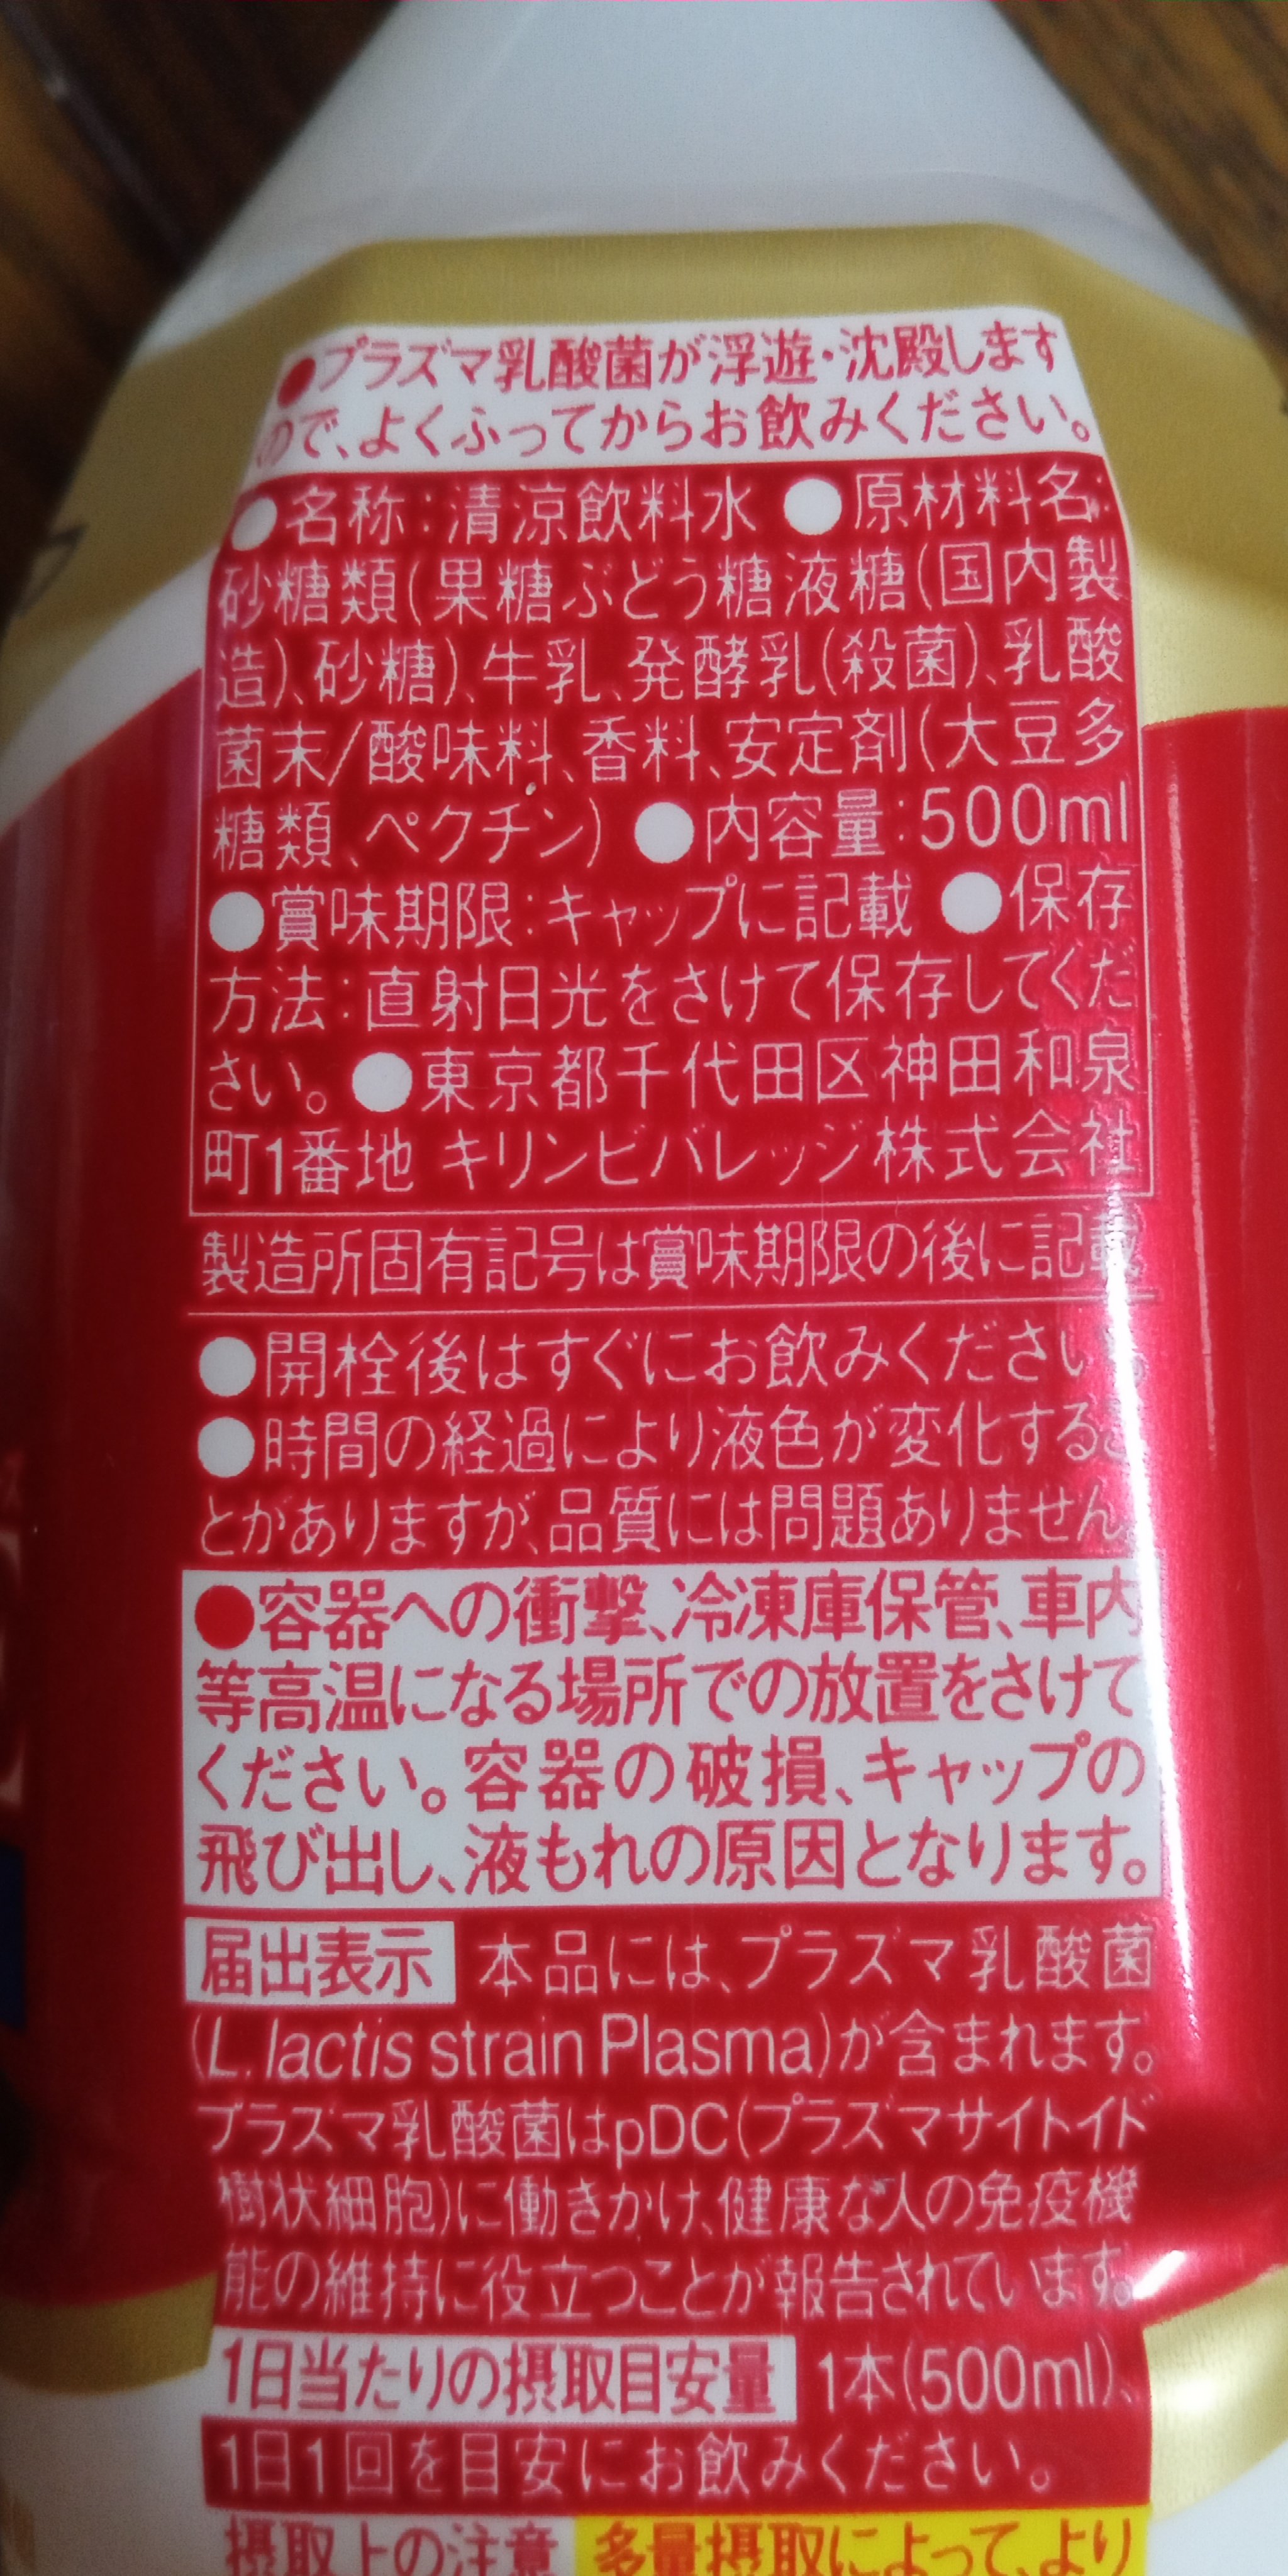 ●プラズマ乳酸菌が浮遊・沈殿します
ので、よくふってからお飲みください。
●名称:清涼飲料水 ●原材料名:
砂糖類(果糖ぶどう糖液糖(国内製
造)、砂糖)、牛乳、発酵乳(殺菌)、乳酸
菌末/酸味料、香料、安定剤(大豆多
糖類、ペクチン) ●内容量:500ml
●賞味期限:キャップに記載 ●保存
方法:直射日光をさけて保存してくだ
さい。●東京都千代田区神田和泉
町1番地 キリンビバレッジ株式会社
製造所固有記号は賞味期限の後に記載
●開栓後はすぐにお飲みください。
●時間の経過により液色が変化するこ
とがありますが、品質には問題ありません。
●容器への衝撃、冷凍庫保管、車内
等高温になる場所での放置をさけて
ください。容器の破損、キャップの
飛び出し、液もれの原因となります。
届出表示 本品には、プラズマ乳酸菌
(L. lactis strain Plasma)が含まれます。
プラズマ乳酸菌はpDC(プラズマサイトイド
樹状細胞)に働きかけ、健康な人の免疫機
能の維持に役立つことが報告されています。
1日当たりの摂取目安量 1本(500ml)、
1日1回を目安にお飲みください。
摂取上の注意 多量摂取によって、より